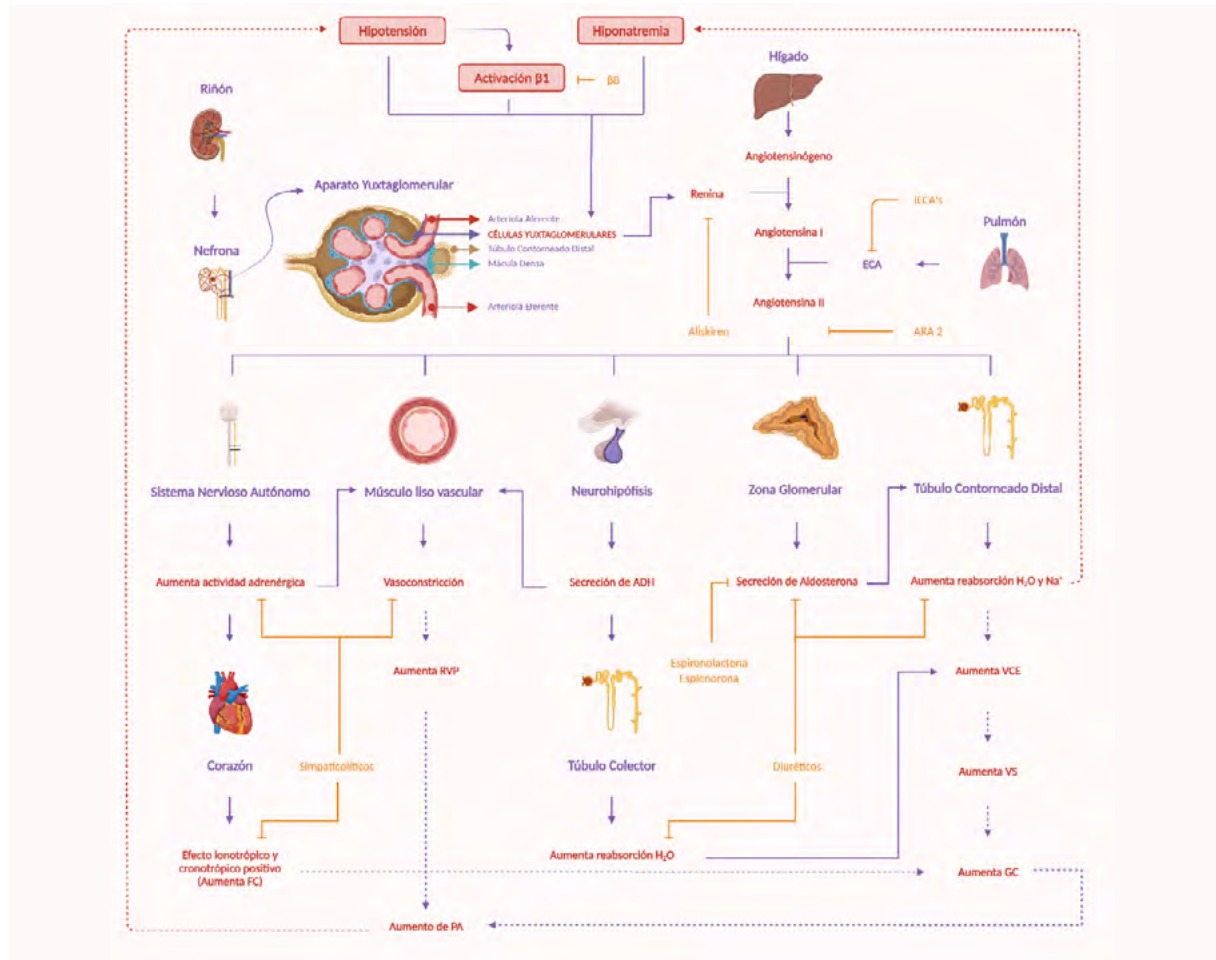 Hipotensión
Hiponatremia
Activación β1
ββ
Hígado
Riñón
Angiotensinógeno
Aparato Yuxtaglomerular
Renina
iECA's
Arteriola Aferente
CÉLULAS YUXTAGLOMERULARES
Túbulo Contorneado Distal
Mácula Densa
Angiotensina I
Pulmón
Nefrona
ECA
Arteriola Eferente
Angiotensina II
Aliskiren
ARA 2
Sistema Nervioso Autónomo
Músculo liso vascular
Neurohipófisis
Zona Glomerular
Túbulo Contorneado Distal
Aumenta actividad adrenérgica
Vasoconstricción
Secreción de ADH
Secreción de Aldosterona
Aumenta reabsorción H₂O y Na⁺
Aumenta RVP
Espironolactona
Esplenorona
Aumenta VCE
Corazón
Simpaticolíticos
Túbulo Colector
Diuréticos
Aumenta VS
Efecto Ionotrópico y
cronotrópico positivo
(Aumenta FC)
Aumenta reabsorción H₂O
Aumenta GC
Aumento de PA